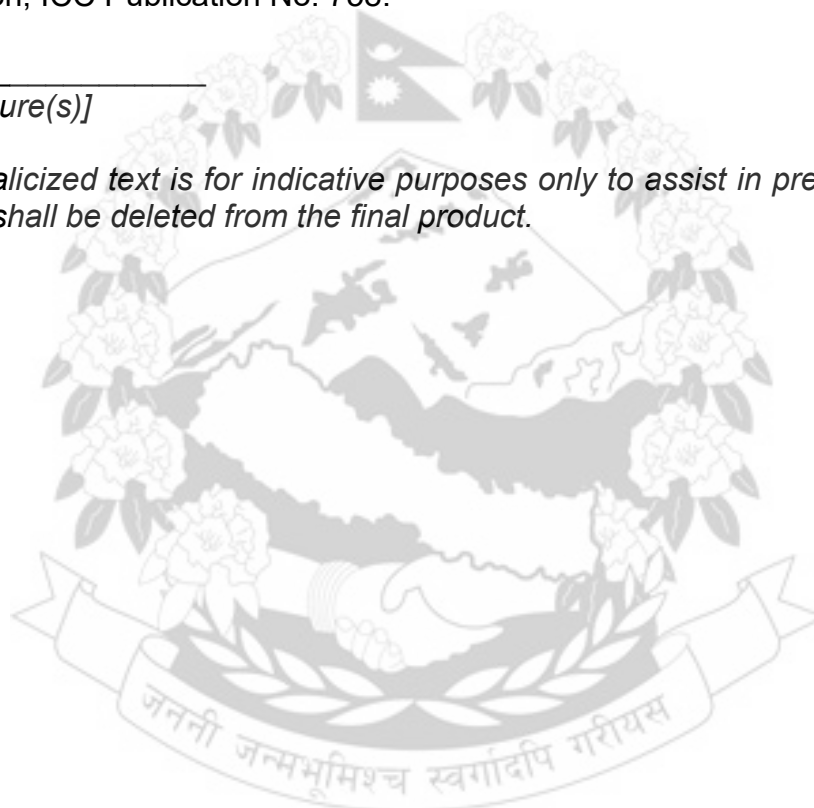 on, ICC Publication No. 758.
____________
ure(s)]
alicized text is for indicative purposes only to assist in pre
shall be deleted from the final product.
जननी जन्मभूमिश्च स्वर्गादपि गरीयस